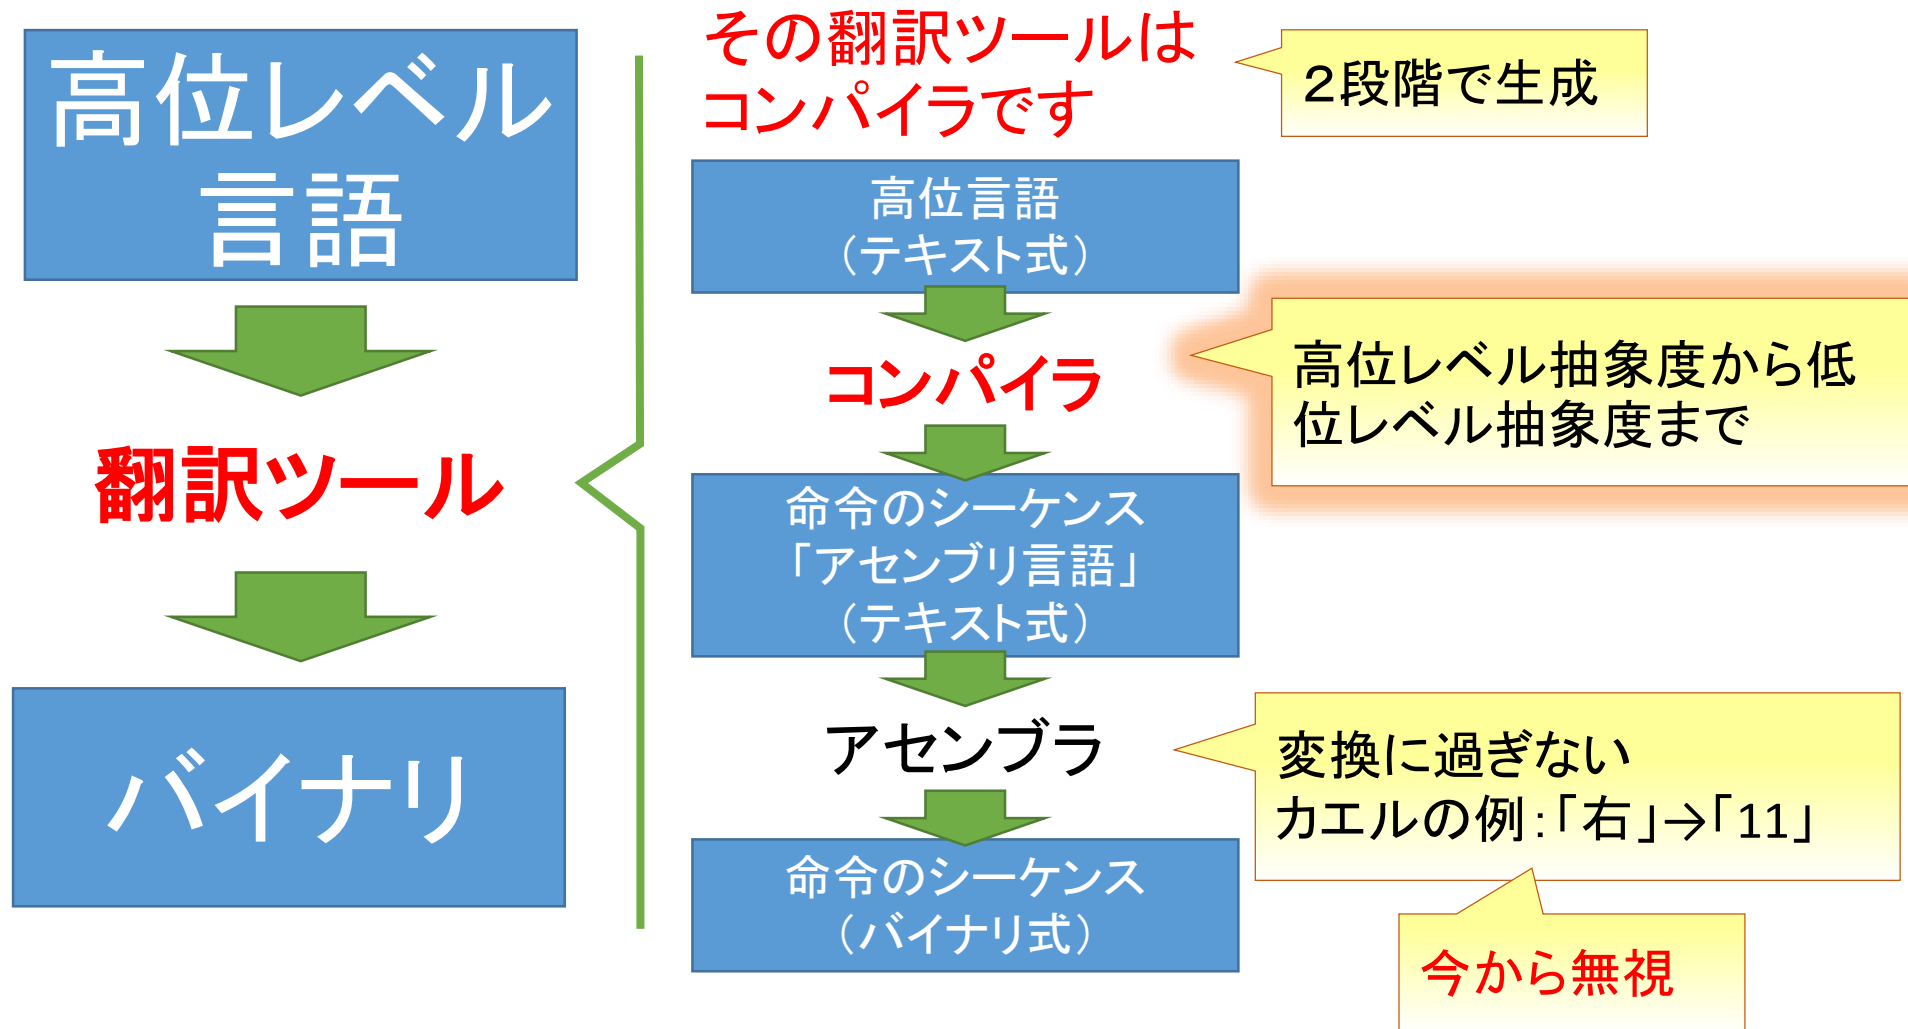 高位レベル
言語
翻訳ツール
バイナリ
その翻訳ツールは
コンパイラです
2段階で生成
高位言語
(テキスト式)
コンパイラ
高位レベル抽象度から低
位レベル抽象度まで
命令のシーケンス
「アセンブリ言語」
(テキスト式)
アセンブラ
変換に過ぎない
カエルの例:「右」→「11」
命令のシーケンス
(バイナリ式)
今から無視